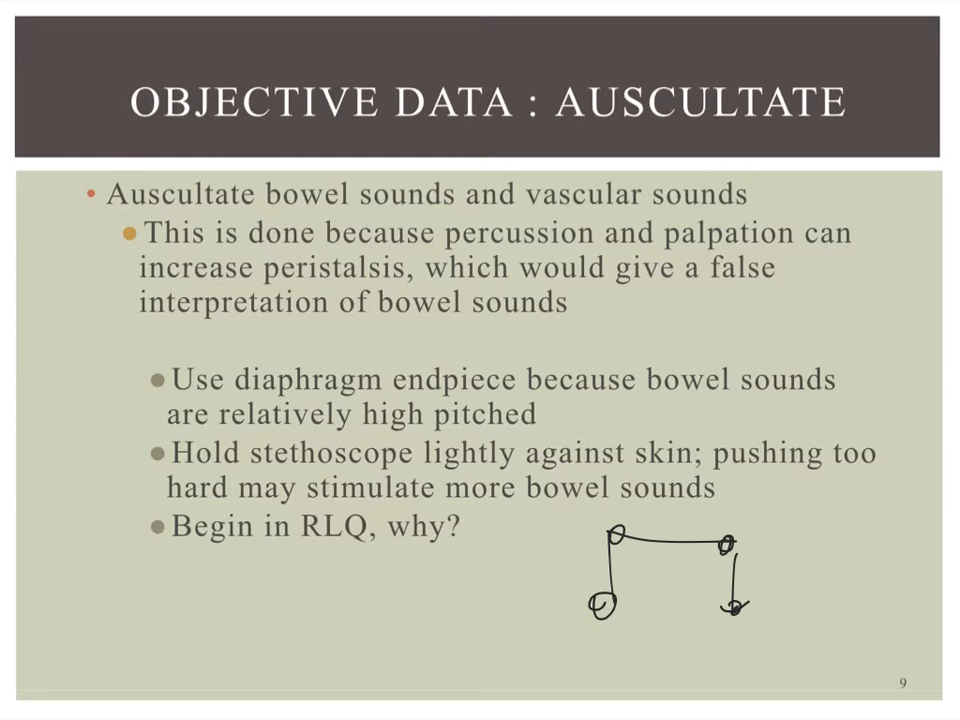 OBJECTIVE DATA : AUSCULTATE
• Auscultate bowel sounds and vascular sounds
● This is done because percussion and palpation can
increase peristalsis, which would give a false
interpretation of bowel sounds
● Use diaphragm endpiece because bowel sounds
are relatively high pitched
● Hold stethoscope lightly against skin; pushing too
hard may stimulate more bowel sounds
● Begin in RLQ, why?
9